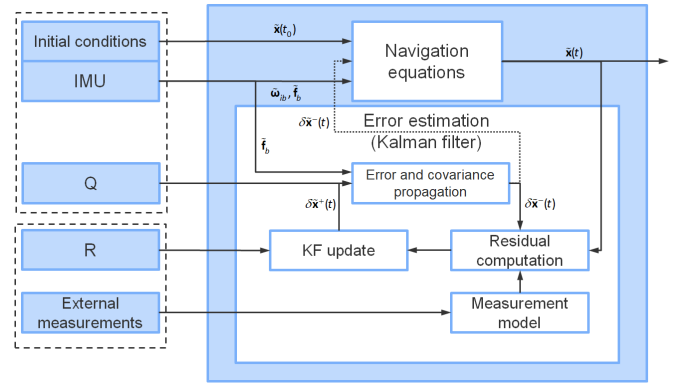 Initial conditions
x̃(t₀)
Navigation
equations
x̃(t)
IMU
ω̃ᵢb, f̃b
δx̃⁻(t)
Error estimation
(Kalman filter)
f̃b
Error and covariance
propagation
Q
δx̃⁺(t)
δx̃⁻(t)
R
KF update
Residual
computation
External
measurements
Measurement
model